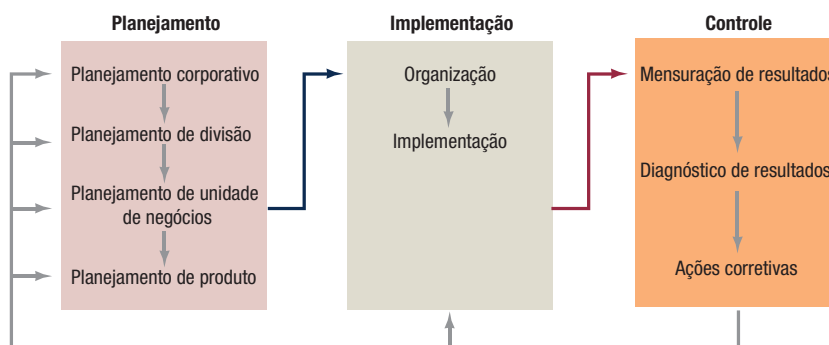 Planejamento
Planejamento corporativo
Planejamento de divisão
Planejamento de unidade
de negócios
Planejamento de produto
Implementação
Organização
Implementação
Controle
Mensuração de resultados
Diagnóstico de resultados
Ações corretivas